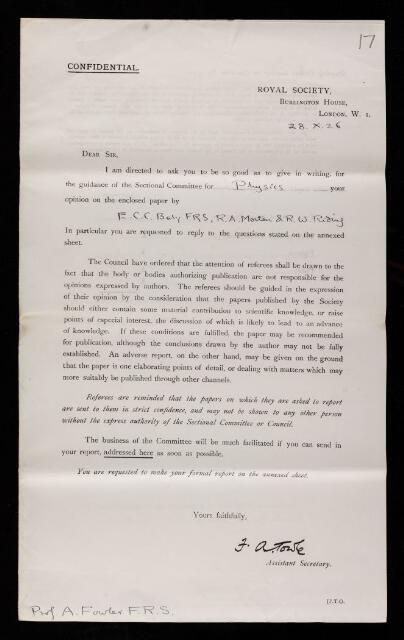 17
CONFIDENTIAL.
ROYAL SOCIETY,
BURLINGTON HOUSE,
LONDON, W. 1.
28. X. 26
DEAR SIR,
I am directed to ask you to be so good as to give in writing, for
the guidance of the Sectional Committee for Physics your
opinion on the enclosed paper by
E. C. C. Baly, F.R.S., R. A. Morton & R. W. Riding
In particular you are requested to reply to the questions stated on the annexed
sheet.
The Council have ordered that the attention of referees shall be drawn to the
fact that the body or bodies authorizing publication are not responsible for the
opinions expressed by authors. The referees should be guided in the expression
of their opinion by the consideration that the papers published by the Society
should either contain some material contribution to scientific knowledge, or raise
points of especial interest, the discussion of which is likely to lead to an advance
of knowledge. If these conditions are fulfilled, the paper may be recommended
for publication, although the conclusions drawn by the author may not be fully
established. An adverse report, on the other hand, may be given on the ground
that the paper is one elaborating points of detail, or dealing with matters which may
more suitably be published through other channels.
Referees are reminded that the papers on which they are asked to report
are sent to them in strict confidence, and may not be shown to any other person
without the express authority of the Sectional Committee or Council.
The business of the Committee will be much facilitated if you can send in
your report, addressed here as soon as possible.
You are requested to make your formal report on the annexed sheet.
Yours faithfully,
F. A. Towle
Assistant Secretary.
[P.T.O.
Prof A. Fowler F.R.S.